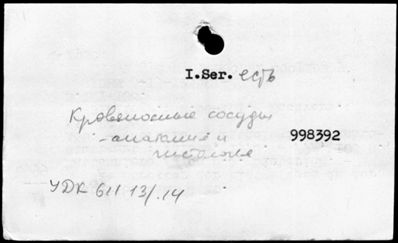 I.Ser. есть
Кровеносные сосуды
- анатомия и 998392
гистология
УДК 611.13/.14